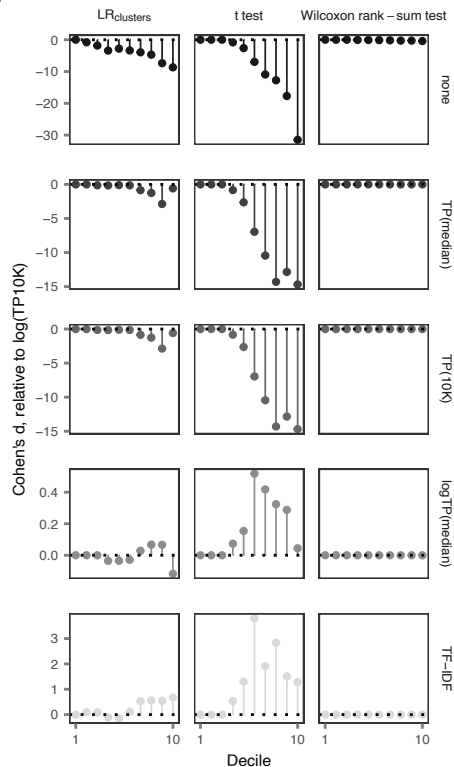 LRclusters t test Wilcoxon rank–sum test
0
−10
−20
−30
none
0
−5
−10
−15
TP(median)
0
−5
−10
−15
TP(10K)
0.4
0.2
0.0
logTP(median)
3
2
1
0
TF−IDF
1 10 1 10 1 10
Decile
Cohen's d, relative to log(TP10K)